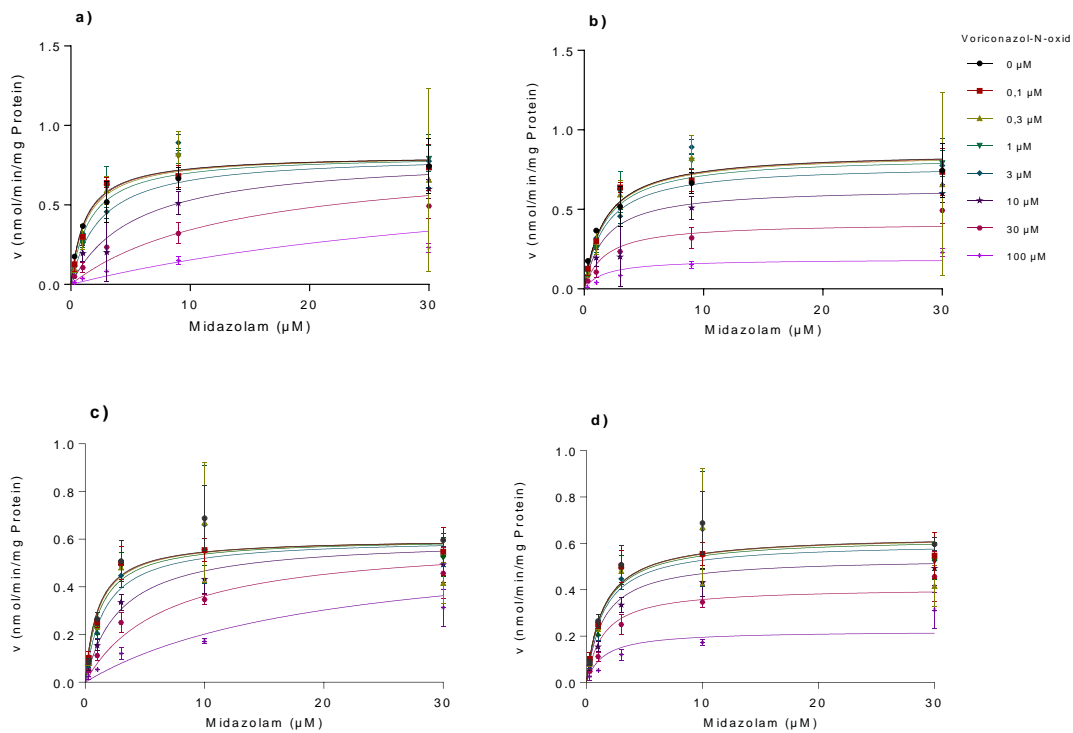 a)
v (nmol/min/mg Protein)
1.5
1.0
0.5
0.0
0
10
20
30
Midazolam (µM)
b)
v (nmol/min/mg Protein)
1.5
1.0
0.5
0.0
0
10
20
30
Midazolam (µM)
Voriconazol-N-oxid
0 µM
0,1 µM
0,3 µM
1 µM
3 µM
10 µM
30 µM
100 µM
c)
v (nmol/min/mg Protein)
1.0
0.8
0.6
0.4
0.2
0.0
0
10
20
30
Midazolam (µM)
d)
v (nmol/min/mg Protein)
1.0
0.8
0.6
0.4
0.2
0.0
0
10
20
30
Midazolam (µM)